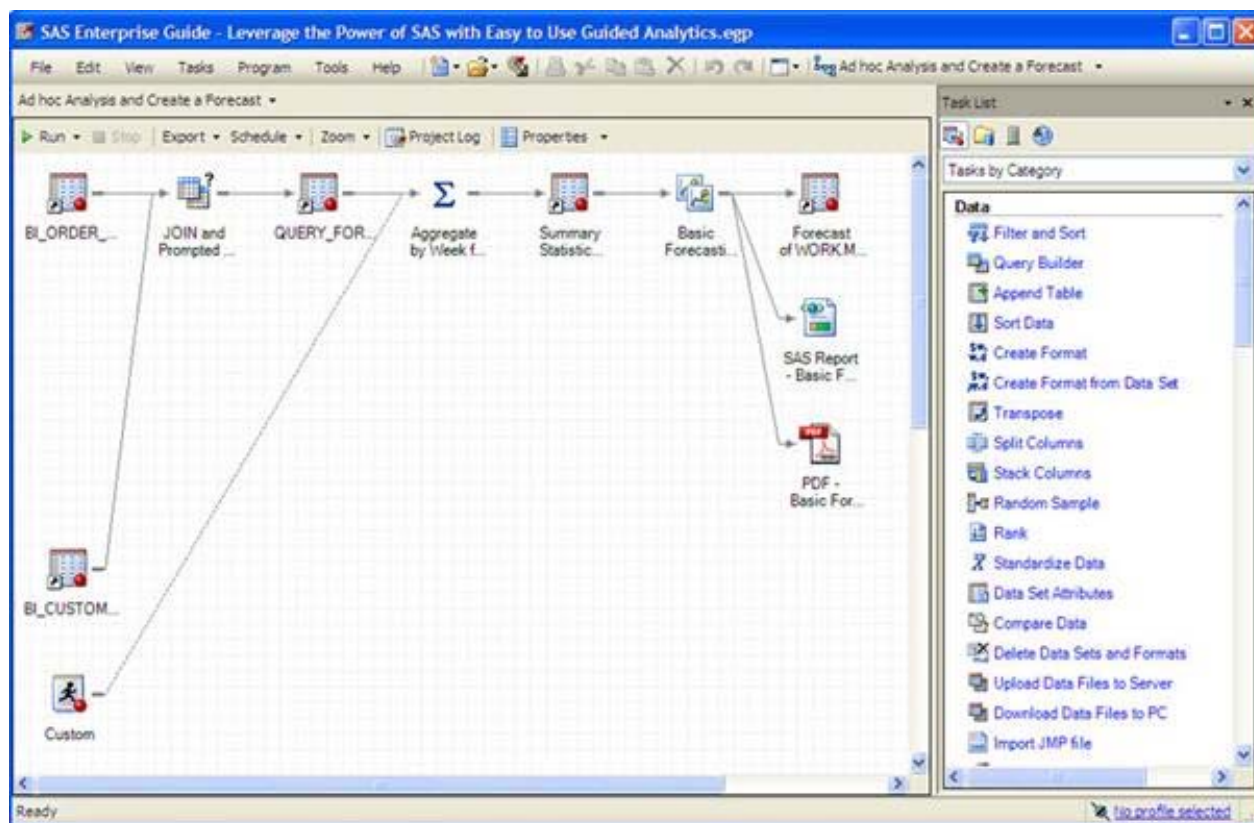 SAS Enterprise Guide - Leverage the Power of SAS with Easy to Use Guided Analytics.egp
File Edit View Tasks Program Tools Help Ad hoc Analysis and Create a Forecast
Ad hoc Analysis and Create a Forecast
Task List
Run Stop Export Schedule Zoom Project Log Properties
Tasks by Category
BI_ORDER_...
JOIN and
Prompted ...
QUERY_FOR...
Aggregate
by Week f...
Summary
Statistic...
Basic
Forecasti...
Forecast
of WORK.M...
SAS Report
- Basic F...
PDF -
Basic For...
BI_CUSTOM...
Custom
Data
Filter and Sort
Query Builder
Append Table
Sort Data
Create Format
Create Format from Data Set
Transpose
Split Columns
Stack Columns
Random Sample
Rank
Standardize Data
Data Set Attributes
Compare Data
Delete Data Sets and Formats
Upload Data Files to Server
Download Data Files to PC
Import JMP file
Ready
No profile selected